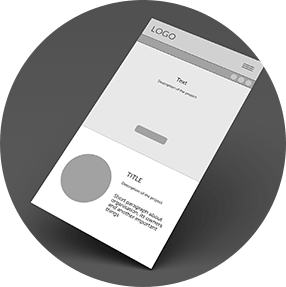 LOGO
Text
Description of the project
TITLE
Description of the project
Short paragraph about
organisation, its owners
and another important
things